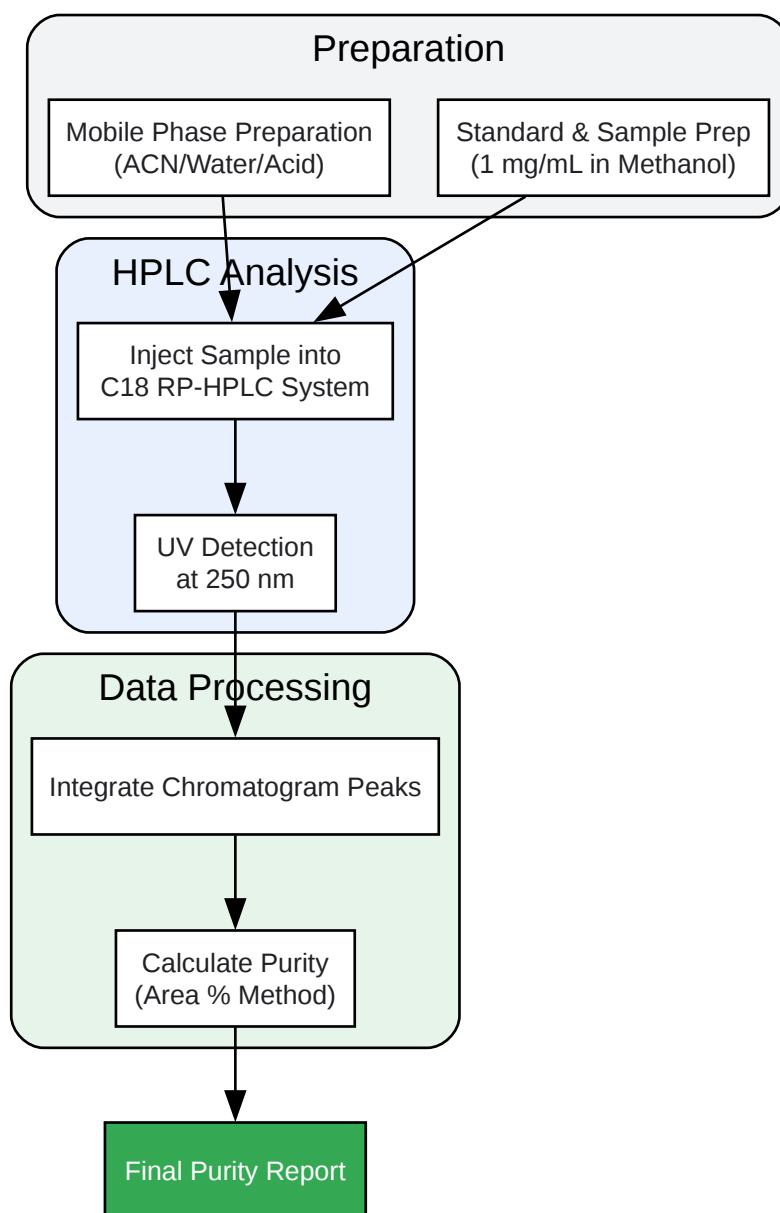 Preparation
Mobile Phase Preparation
(ACN/Water/Acid)
Standard & Sample Prep
(1 mg/mL in Methanol)
HPLC Analysis
Inject Sample into
C18 RP-HPLC System
UV Detection
at 250 nm
Data Processing
Integrate Chromatogram Peaks
Calculate Purity
(Area % Method)
Final Purity Report